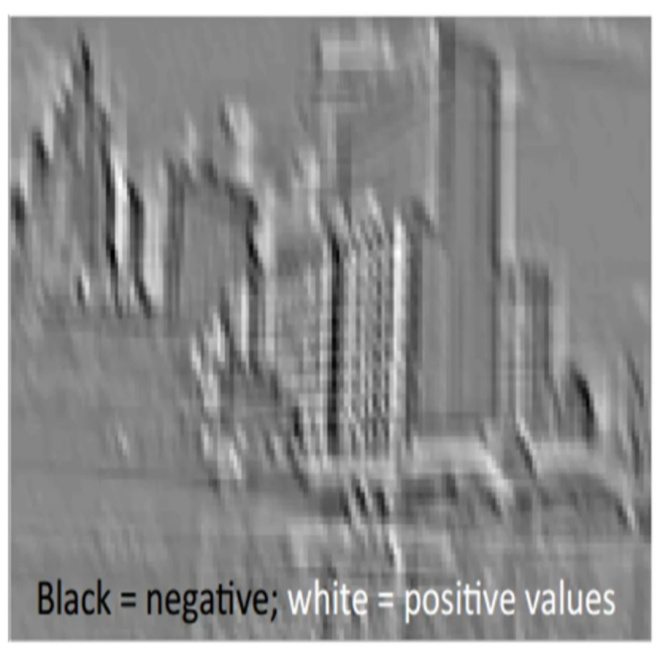 Black = negative; white = positive values